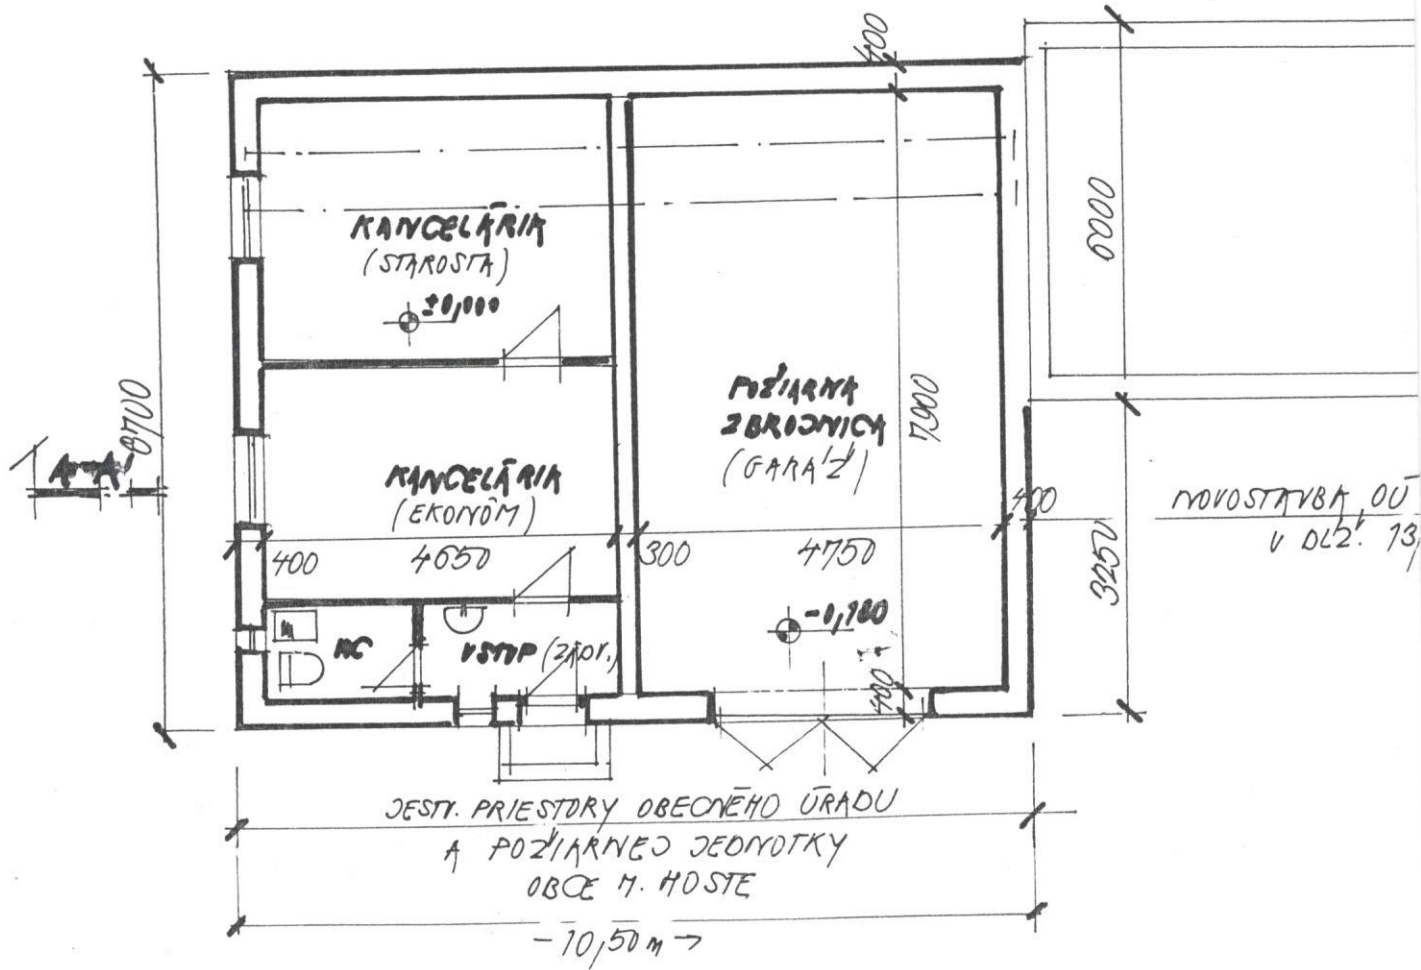 400
6000
KANCELÁRIA
(STAROSTA)
±0,000
8700
POŽIARNA
ZBROJNICA
(GARÁŽ)
7900
A-A'
KANCELÁRIA
(EKONÓM)
400
NOVOSTAVBA OÚ
V DĹŽ. 13,
400
4650
300
4750
3250
-0,180
WC
VSTUP (ZÁDV.)
400
JESTV. PRIESTORY OBECNÉHO ÚRADU
A POŽIARNEJ JEDNOTKY
OBCE M. HOSTE
-10,50 m